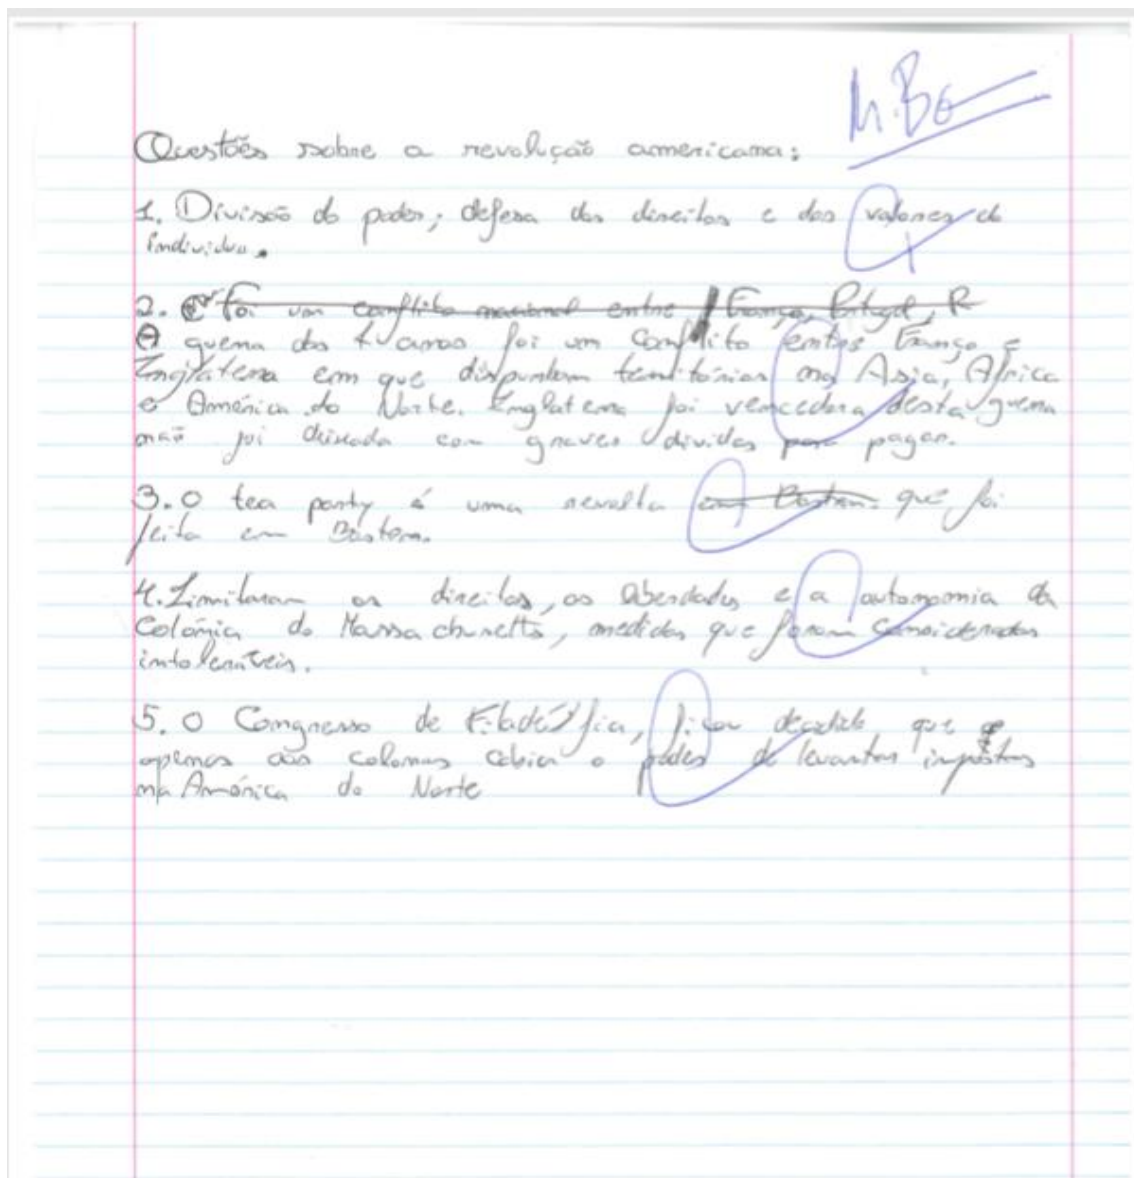 M.Bo
Questões sobre a revolução americana:
1. Divisão do poder; defesa dos direitos e dos valores do
indivíduo.
2. Foi um conflito nacional entre França, Portugal, R
A guerra dos 7 anos foi um conflito entre França e
Inglaterra em que disputam territórios na Asia, África
e América do Norte. Inglaterra foi vencedora desta guerra
mas foi deixada com graves dívidas para pagar.
3. O tea party é uma revolta em Boston que foi
feita em Boston.
4. Limitaram os direitos, as liberdades e a autonomia da
Colónia do Massachusetts, medidas que foram consideradas
intoleráveis.
5. O Congresso de Filadélfia, ficou decidido que
apenas aos colonos cabia o poder de levantar impostos
na América do Norte